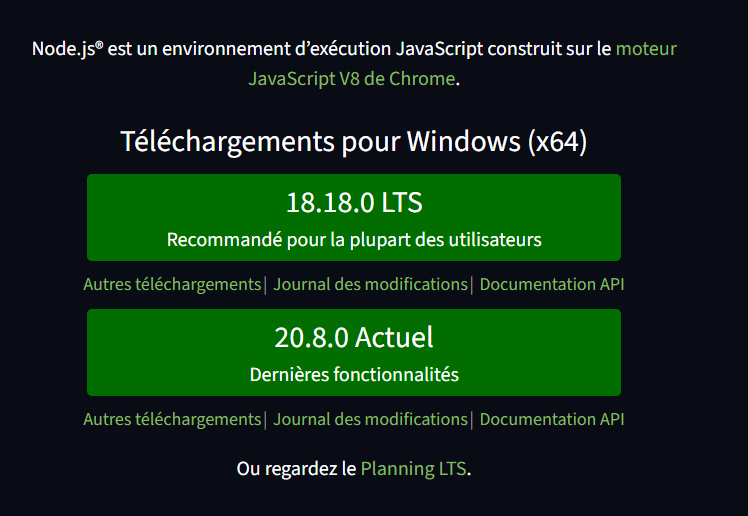 Node.js® est un environnement d’exécution JavaScript construit sur le moteur
JavaScript V8 de Chrome.
Téléchargements pour Windows (x64)
18.18.0 LTS
Recommandé pour la plupart des utilisateurs
Autres téléchargements| Journal des modifications| Documentation API
20.8.0 Actuel
Dernières fonctionnalités
Autres téléchargements| Journal des modifications| Documentation API
Ou regardez le Planning LTS.